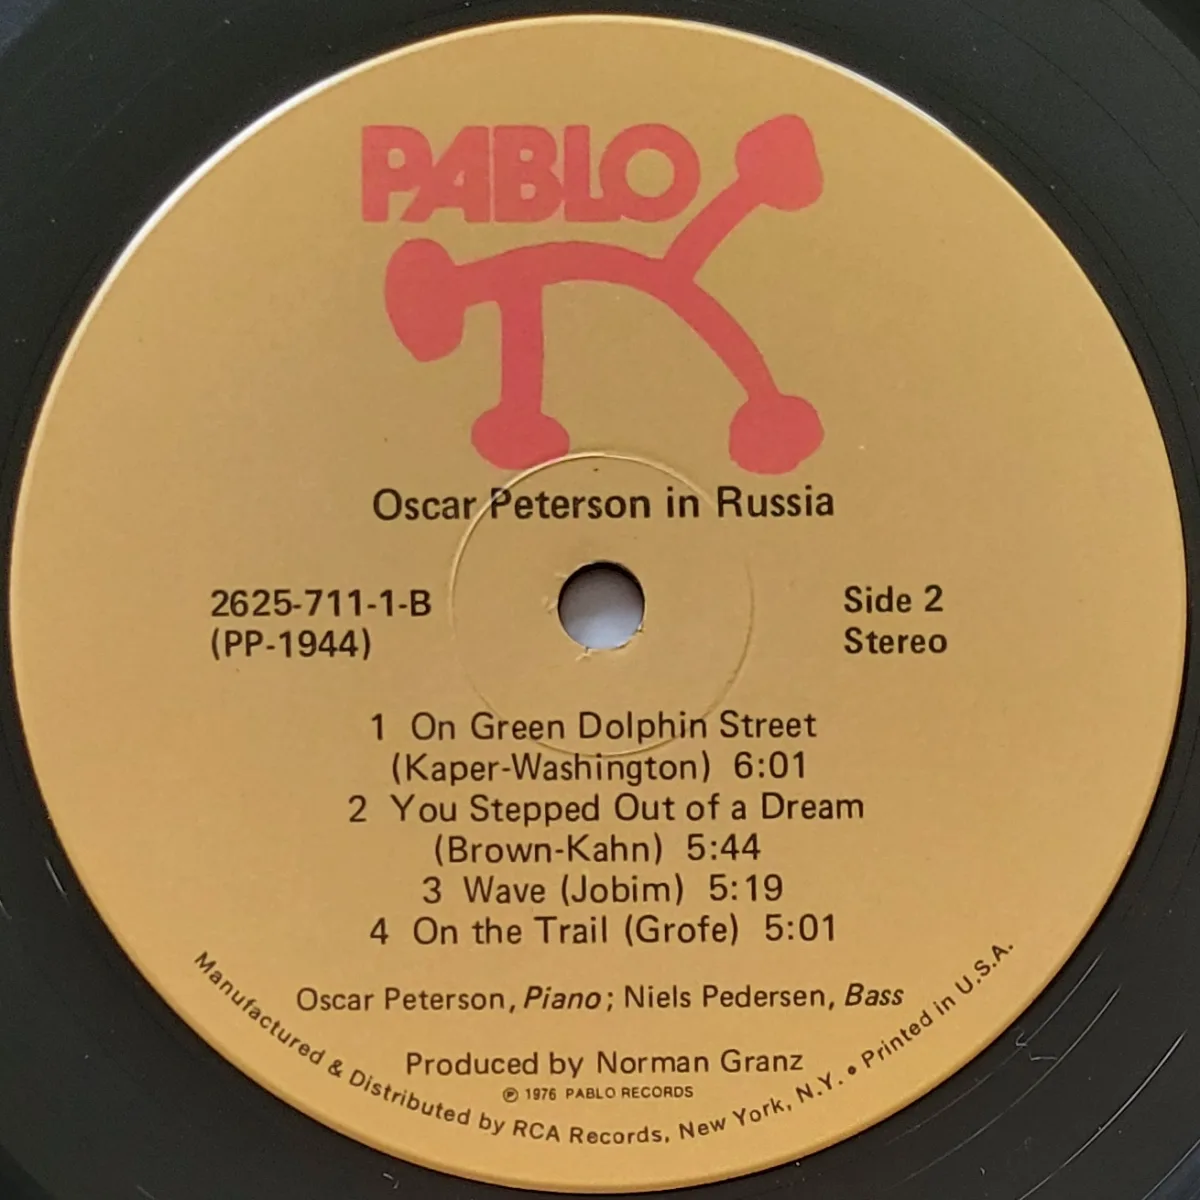 PABLO
Oscar Peterson in Russia
2625-711-1-B
(PP-1944)
Side 2
Stereo
1 On Green Dolphin Street
(Kaper-Washington) 6:01
2 You Stepped Out of a Dream
(Brown-Kahn) 5:44
3 Wave (Jobim) 5:19
4 On the Trail (Grofe) 5:01
Oscar Peterson, Piano; Niels Pedersen, Bass
Produced by Norman Granz
℗ 1976 PABLO RECORDS
Manufactured & Distributed by RCA Records, New York, N.Y. • Printed in U.S.A.